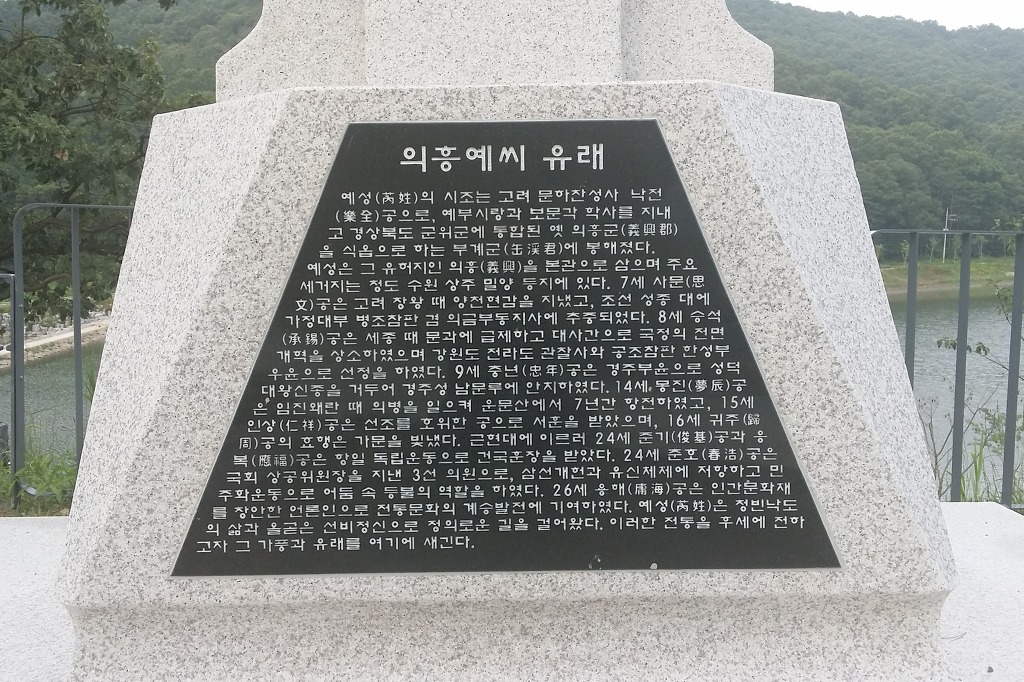 의흥예씨 유래
예성(芮姓)의 시조는 고려 문하찬성사 낙전
(樂全)공으로, 예부시랑과 보문각 학사를 지내
고 경상북도 군위군에 통합된 옛 의흥군(義興郡)
을 식읍으로 하는 부계군(缶溪君)에 봉해졌다.
예성은 그 유허지인 의흥(義興)을 본관으로 삼으며 주요
세거지는 청도 수원 상주 밀양 등지에 있다. 7세 사문(思
文)공은 고려 창왕 때 양천현감을 지냈고, 조선 성종 대에
가정대부 병조참판 겸 의금부동지사에 추증되었다. 8세 승석
(承錫)공은 세종 때 문과에 급제하고 대사간으로 국정의 전면
개혁을 상소하였으며 강원도 전라도 관찰사와 공조참판 한성부
우윤으로 선정을 하였다. 9세 충년(忠年)공은 경주부윤으로 성덕
대왕신종을 거두어 경주성 남문루에 안치하였다. 14세 몽진(夢辰)공
은 임진왜란 때 의병을 일으켜 운문산에서 7년간 항전하였고, 15세
인상(仁祥)공은 선조를 호위한 공으로 서훈을 받았으며, 16세 귀주(歸
周)공의 효행은 가문을 빛냈다. 근현대에 이르러 24세 준기(俊基)공과 응
복(應福)공은 항일 독립운동으로 건국훈장을 받았다. 24세 춘호(春浩)공은
국회 상공위원장을 지낸 3선 의원으로, 삼선개헌과 유신체제에 저항하고 민
주화운동으로 어둠 속 등불의 역할을 하였다. 26세 용해(庸海)공은 인간문화재
를 창안한 언론인으로 전통문화의 계승발전에 기여하였다. 예성(芮姓)은 청빈낙도
의 삶과 올곧은 선비정신으로 정의로운 길을 걸어왔다. 이러한 전통을 후세에 전하
고자 그 가풍과 유래를 여기에 새긴다.